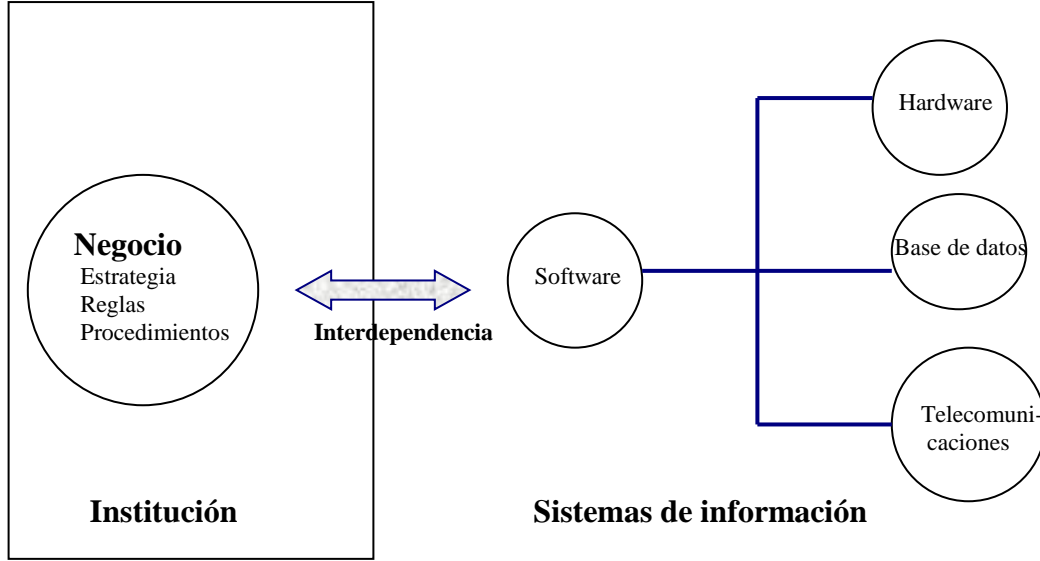 Negocio
Estrategia
Reglas
Procedimientos
Interdependencia
Institución
Software
Hardware
Base de datos
Telecomuni-
caciones
Sistemas de información